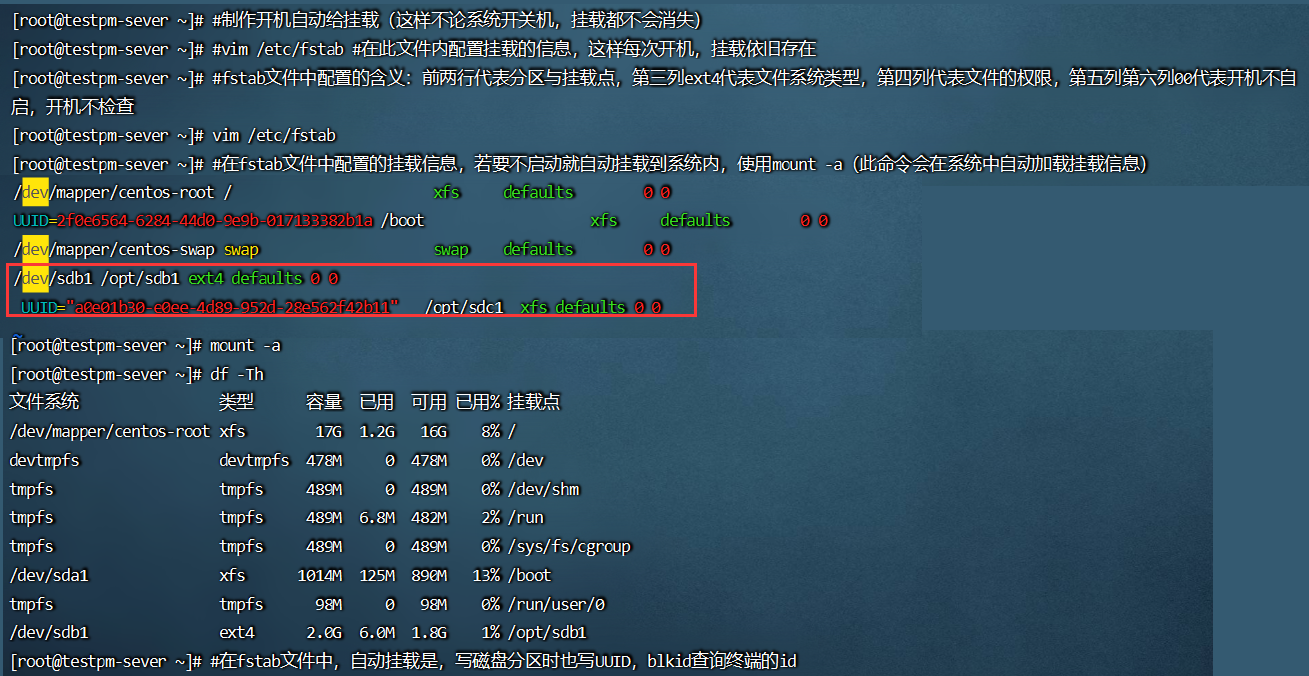 [root@testpm-sever ~]# #制作开机自动给挂载（这样不论系统开关机，挂载都不会消失）
[root@testpm-sever ~]# #vim /etc/fstab #在此文件内配置挂载的信息，这样每次开机，挂载依旧存在
[root@testpm-sever ~]# #fstab文件中配置的含义：前两行代表分区与挂载点，第三列ext4代表文件系统类型，第四列代表文件的权限，第五列第六列00代表开机不自
启，开机不检查
[root@testpm-sever ~]# vim /etc/fstab
[root@testpm-sever ~]# #在fstab文件中配置的挂载信息，若要不启动就自动挂载到系统内，使用mount -a（此命令会在系统中自动加载挂载信息）
/dev/mapper/centos-root / xfs defaults 0 0
UUID=2f0e6564-6284-44d0-9e9b-017133382b1a /boot xfs defaults 0 0
/dev/mapper/centos-swap swap swap defaults 0 0
/dev/sdb1 /opt/sdb1 ext4 defaults 0 0
UUID="a0e01b30-e0ee-4d89-952d-28e562f42b11" /opt/sdc1 xfs defaults 0 0
~
[root@testpm-sever ~]# mount -a
[root@testpm-sever ~]# df -Th
文件系统 类型 容量 已用 可用 已用% 挂载点
/dev/mapper/centos-root xfs 17G 1.2G 16G 8% /
devtmpfs devtmpfs 478M 0 478M 0% /dev
tmpfs tmpfs 489M 0 489M 0% /dev/shm
tmpfs tmpfs 489M 6.8M 482M 2% /run
tmpfs tmpfs 489M 0 489M 0% /sys/fs/cgroup
/dev/sda1 xfs 1014M 125M 890M 13% /boot
tmpfs tmpfs 98M 0 98M 0% /run/user/0
/dev/sdb1 ext4 2.0G 6.0M 1.8G 1% /opt/sdb1
[root@testpm-sever ~]# #在fstab文件中，自动挂载是，写磁盘分区时也写UUID，blkid查询终端的id